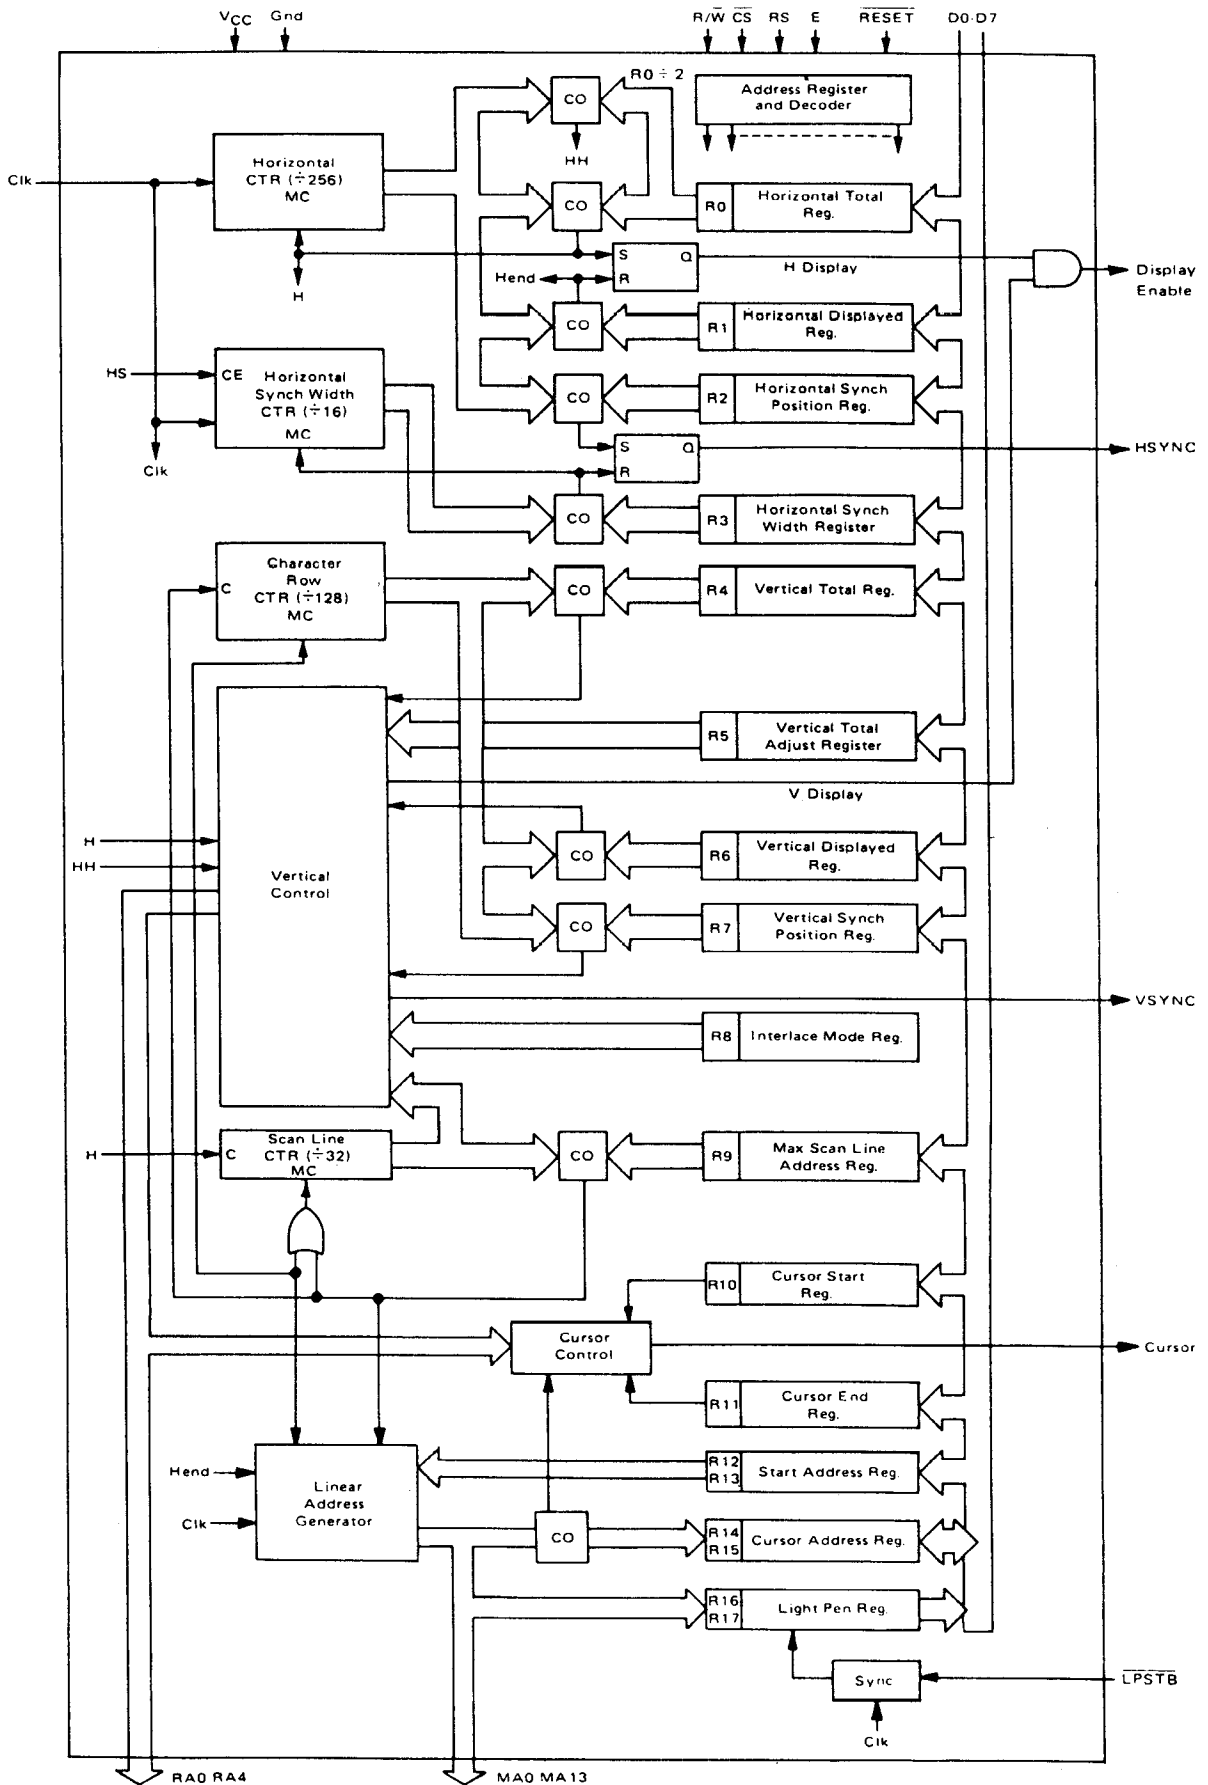 VCC Gnd R/W CS RS E RESET D0-D7
CO
R0 ÷ 2
Address Register
and Decoder
HH
Clk
Horizontal
CTR (÷256)
MC
CO
R0
Horizontal Total
Reg.
H
S Q
R
H Display
Hend
Display
Enable
CO
R1
Horizontal Displayed
Reg.
HS
CE
Horizontal
Synch Width
CTR (÷16)
MC
CO
R2
Horizontal Synch
Position Reg.
Clk
S Q
R
HSYNC
CO
R3
Horizontal Synch
Width Register
C
Character
Row
CTR (÷128)
MC
CO
R4
Vertical Total Reg.
R5
Vertical Total
Adjust Register
V Display
H
HH
Vertical
Control
CO
R6
Vertical Displayed
Reg.
CO
R7
Vertical Synch
Position Reg.
VSYNC
R8
Interlace Mode Reg.
H
C
Scan Line
CTR (÷32)
MC
CO
R9
Max Scan Line
Address Reg.
R10
Cursor Start
Reg.
Cursor
Control
Cursor
R11
Cursor End
Reg.
Hend
Clk
Linear
Address
Generator
R12
R13
Start Address Reg.
CO
R14
R15
Cursor Address Reg.
R16
R17
Light Pen Reg.
Sync
LPSTB
Clk
RA0 RA4
MA0 MA13